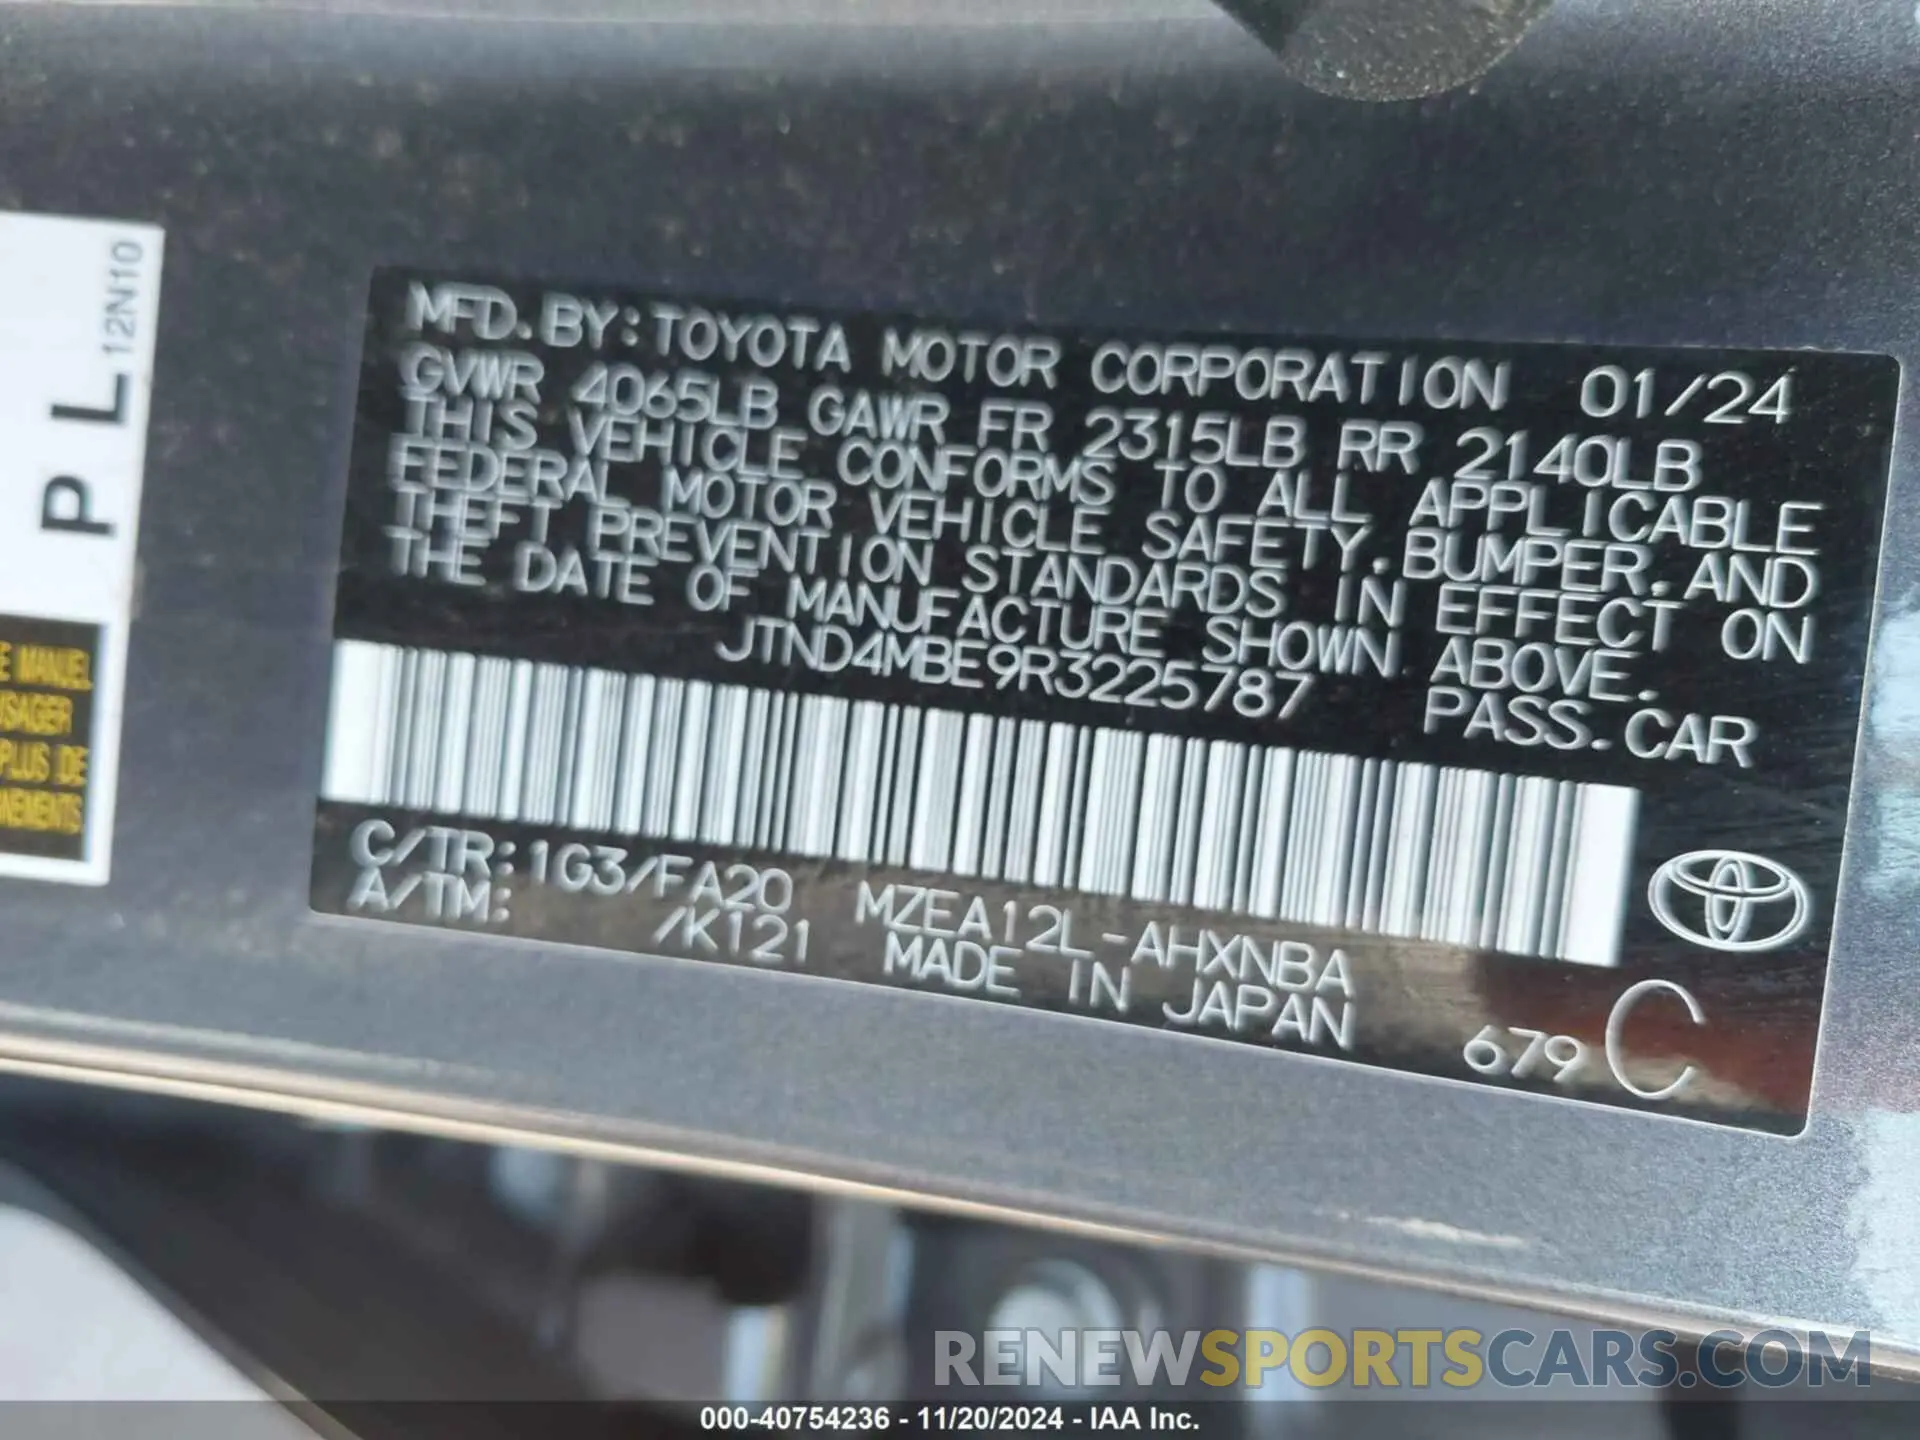 12N10
P L
E MANUEL
PLUS DE
MFD. BY: TOYOTA MOTOR CORPORATION 01/24
GVWR 4065LB GAWR FR 2315LB RR 2140LB
THIS VEHICLE CONFORMS TO ALL APPLICABLE
FEDERAL MOTOR VEHICLE SAFETY. BUMPER. AND
THEFT PREVENTION STANDARDS IN EFFECT ON
THE DATE OF MANUFACTURE SHOWN ABOVE.
JTND4MBE9R3225787 PASS. CAR
C/TR: 1G3/FA20 MZEA12L-AHXNBA
A/TM: /K121 MADE IN JAPAN 679 C
RENEWSPORTSCARS.COM
000-40754236 - 11/20/2024 - IAA Inc.